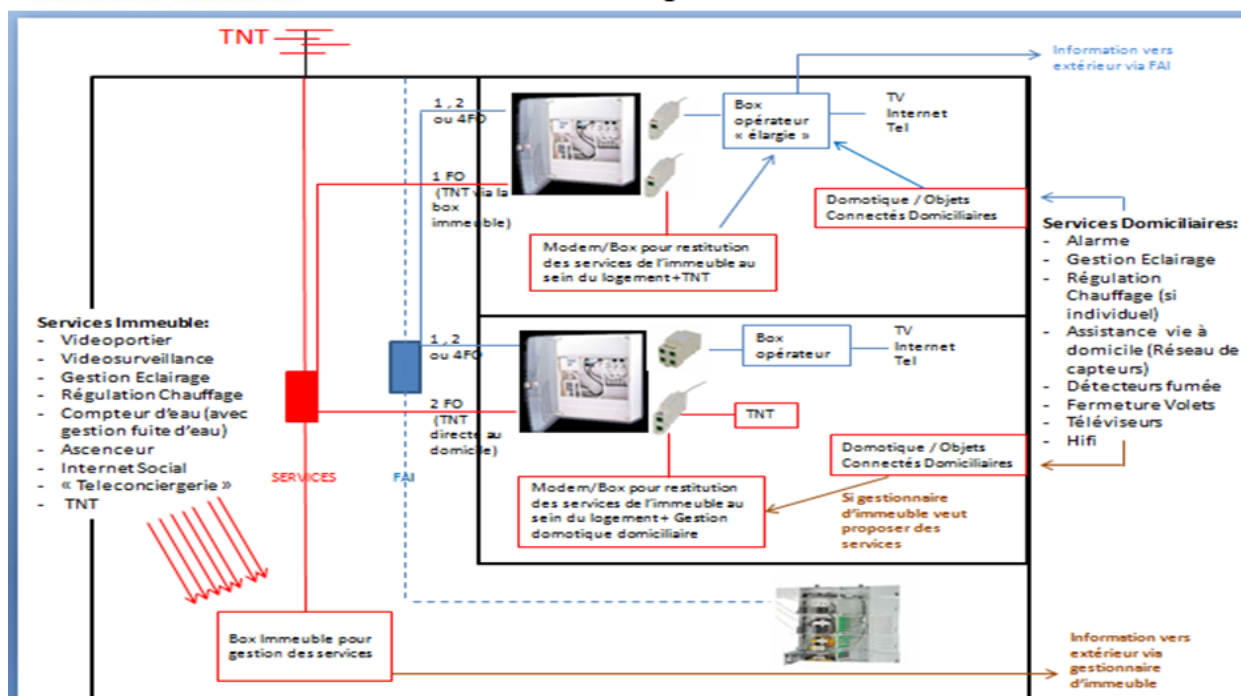 TNT
Information vers
extérieur via FAI
1 , 2
ou 4FO
Box
opérateur
« élargie »
TV
Internet
Tel
1 FO
(TNT via la
box
immeuble)
Domotique / Objets
Connectés Domiciliaires
Modem/Box pour restitution
des services de l'immeuble au
sein du logement+TNT
Services Domiciliaires:
- Alarme
- Gestion Eclairage
- Régulation
Chauffage (si
individuel)
- Assistance vie à
domicile (Réseau de
capteurs)
- Détecteurs fumée
- Fermeture Volets
- Téléviseurs
- Hifi
Services Immeuble:
- Videoportier
- Videosurveillance
- Gestion Eclairage
- Régulation Chauffage
- Compteur d'eau (avec
gestion fuite d'eau)
- Ascenceur
- Internet Social
- « Teleconciergerie »
- TNT
SERVICES
FAI
1 , 2
ou 4FO
Box
opérateur
TV
Internet
Tel
2 FO
(TNT
directe au
domicile)
TNT
Domotique / Objets
Connectés Domiciliaires
Modem/Box pour restitution
des services de l'immeuble au
sein du logement+ Gestion
domotique domiciliaire
Si gestionnaire
d'immeuble veut
proposer des
services
Box Immeuble pour
gestion des services
Information vers
extérieur via
gestionnaire
d'immeuble